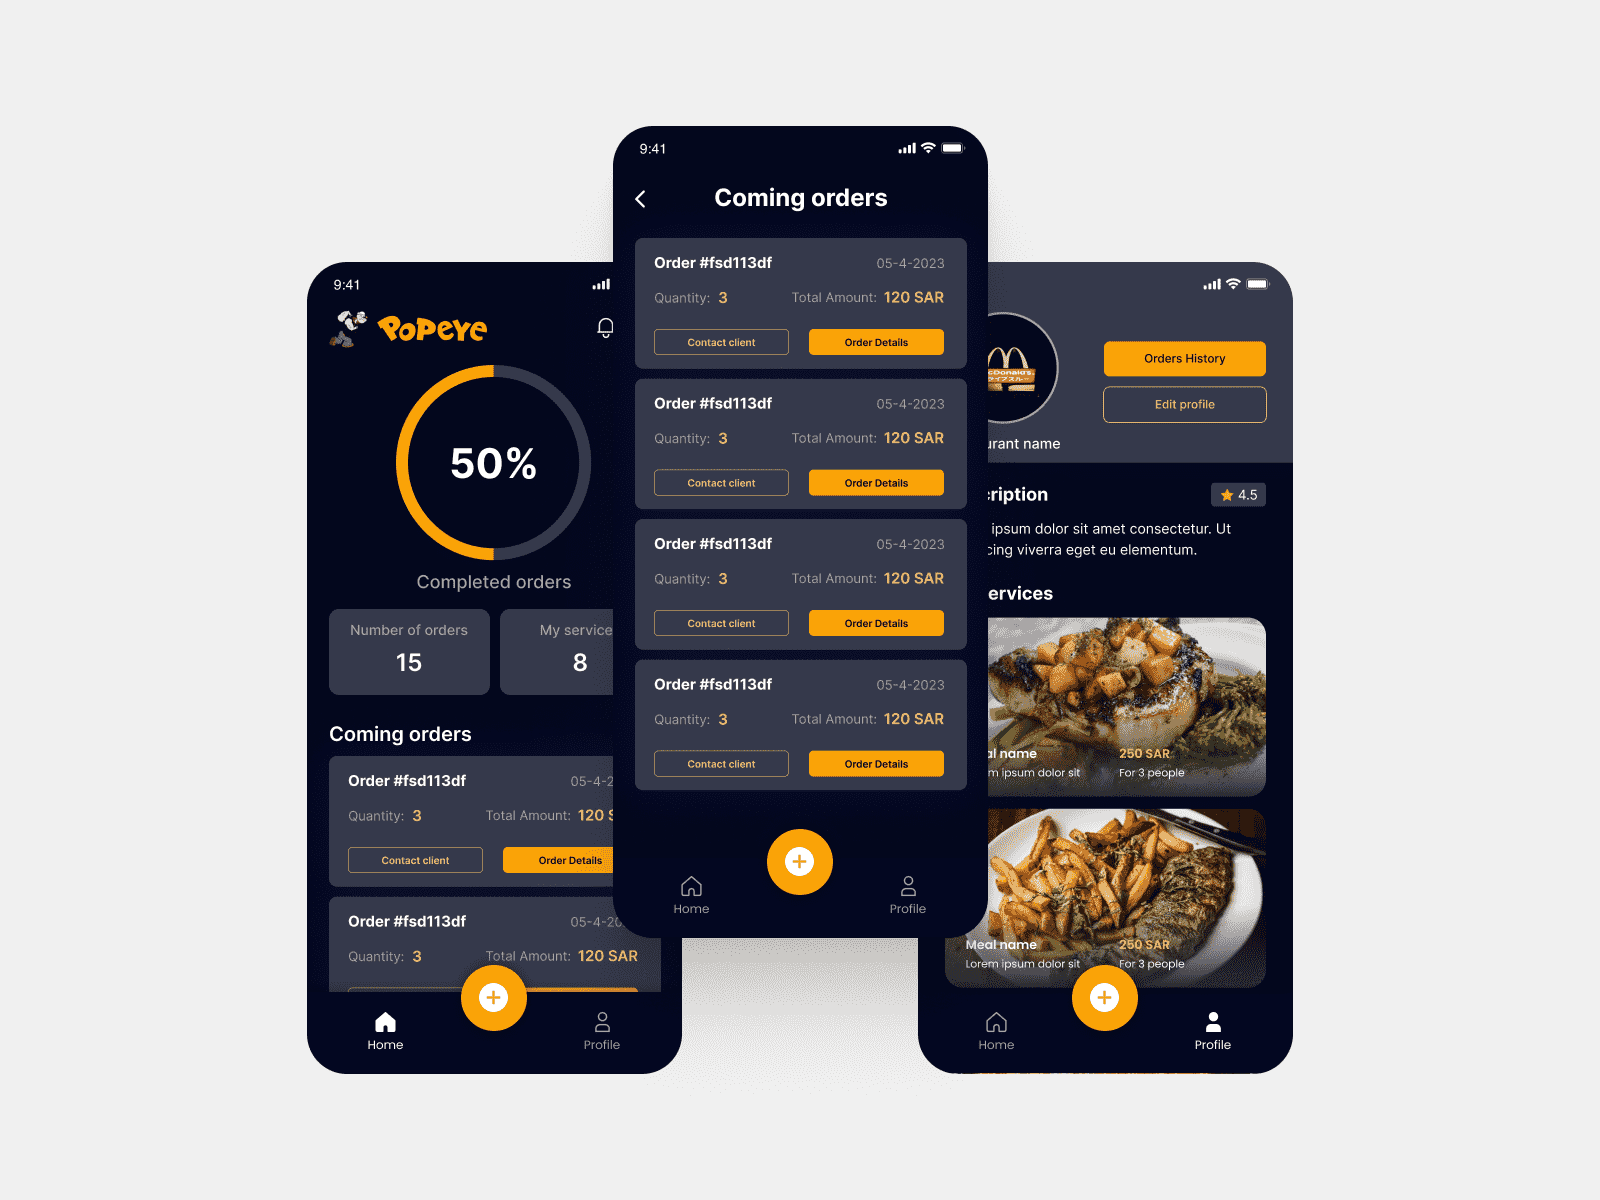 9:41
POPEYE
50%
Completed orders
Number of orders
15
My service
8
Coming orders
Order #fsd113df
05-4-2
Quantity: 3
Total Amount: 120 S
Contact client
Order Details
Order #fsd113df
05-4-20
Quantity: 3
Total Amount: 120 SAR
Home
Profile
9:41
Coming orders
Order #fsd113df
05-4-2023
Quantity: 3
Total Amount: 120 SAR
Contact client
Order Details
Order #fsd113df
05-4-2023
Quantity: 3
Total Amount: 120 SAR
Contact client
Order Details
Order #fsd113df
05-4-2023
Quantity: 3
Total Amount: 120 SAR
Contact client
Order Details
Order #fsd113df
05-4-2023
Quantity: 3
Total Amount: 120 SAR
Contact client
Order Details
Home
Profile
cDonald's.
Orders History
Edit profile
urant name
cription
4.5
ipsum dolor sit amet consectetur. Ut
cing viverra eget eu elementum.
ervices
al name
250 SAR
m ipsum dolor sit
For 3 people
Meal name
250 SAR
Lorem ipsum dolor sit
For 3 people
Home
Profile